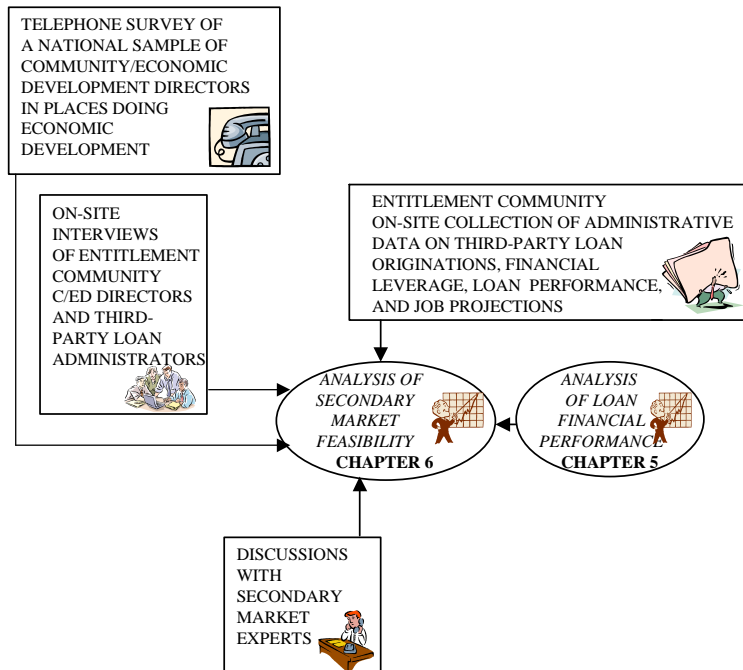 TELEPHONE SURVEY OF
A NATIONAL SAMPLE OF
COMMUNITY/ECONOMIC
DEVELOPMENT DIRECTORS
IN PLACES DOING
ECONOMIC
DEVELOPMENT
ON-SITE
INTERVIEWS
OF ENTITLEMENT
COMMUNITY
C/ED DIRECTORS
AND THIRD-
PARTY LOAN
ADMINISTRATORS
ENTITLEMENT COMMUNITY
ON-SITE COLLECTION OF ADMINISTRATIVE
DATA ON THIRD-PARTY LOAN
ORIGINATIONS, FINANCIAL
LEVERAGE, LOAN PERFORMANCE,
AND JOB PROJECTIONS
ANALYSIS OF
SECONDARY
MARKET
FEASIBILITY
CHAPTER 6
ANALYSIS
OF LOAN
FINANCIAL
PERFORMANCE
CHAPTER 5
DISCUSSIONS
WITH
SECONDARY
MARKET
EXPERTS